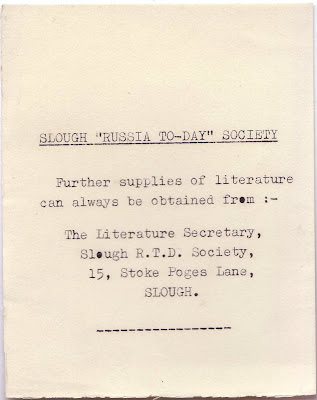 SLOUGH "RUSSIA TO-DAY" SOCIETY
Further supplies of literature
can always be obtained from :-
The Literature Secretary,
Slough R.T.D. Society,
15, Stoke Poges Lane,
SLOUGH.
-----------------